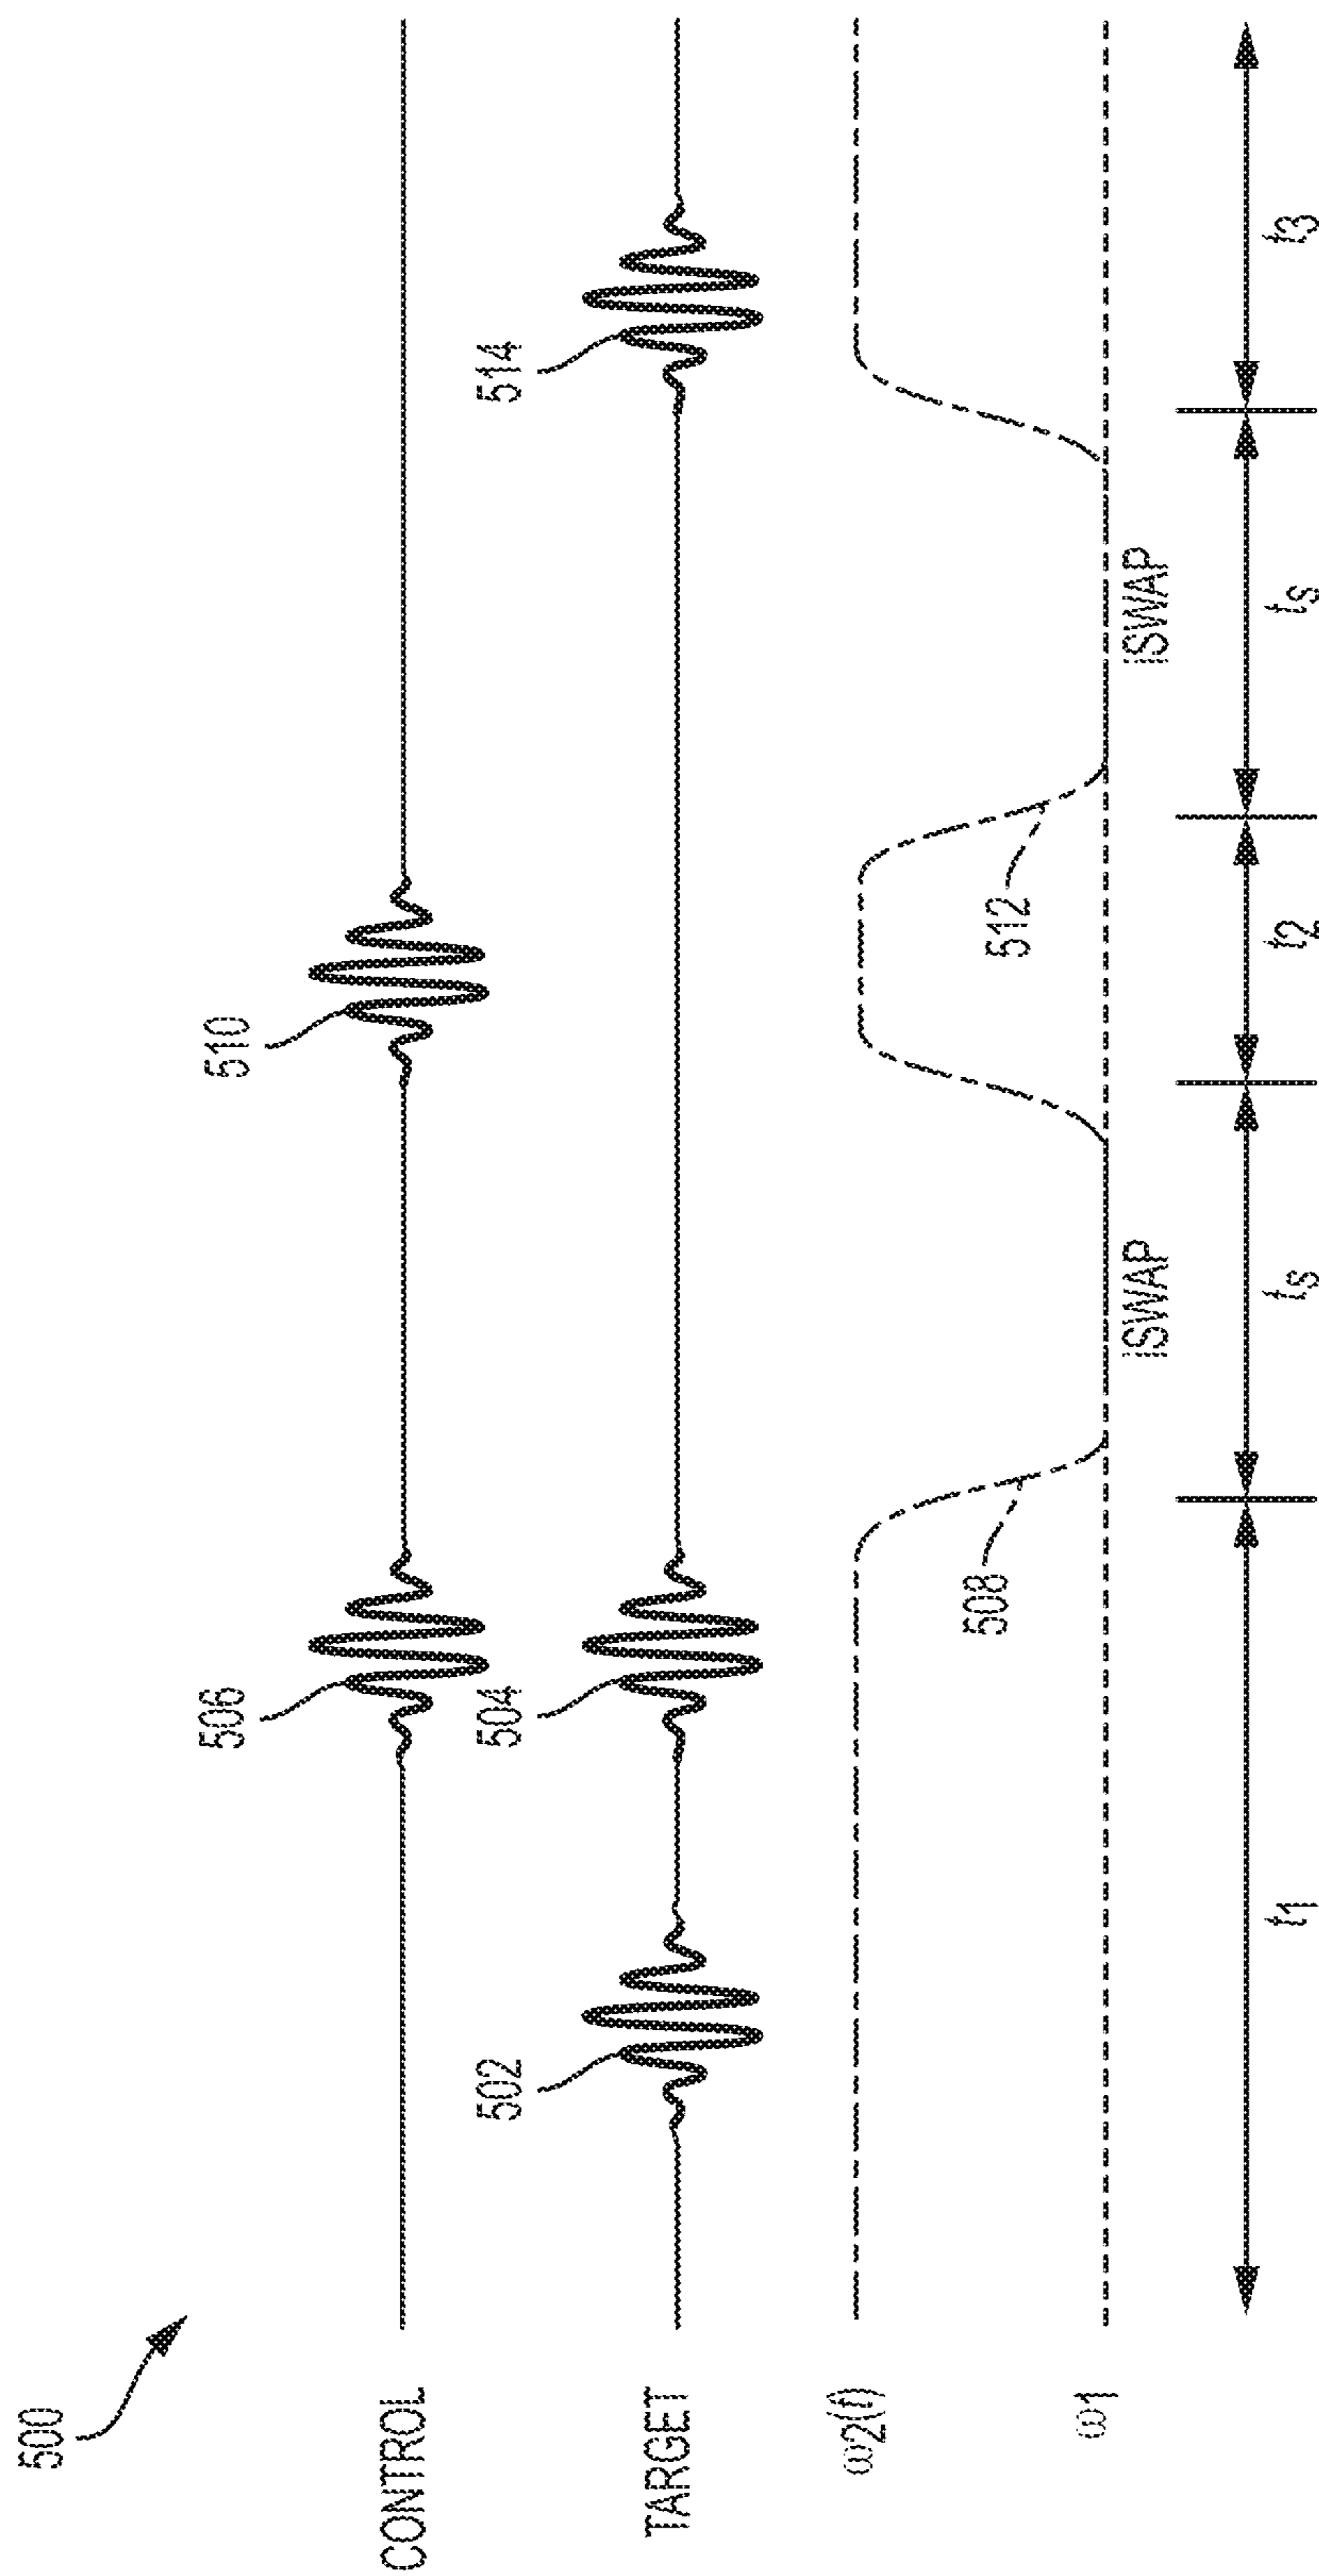 500
CONTROL
506
510
TARGET
502
504
514
ω2(t)
508
512
ω1
iSWAP
iSWAP
t1
ts
t2
ts
t3